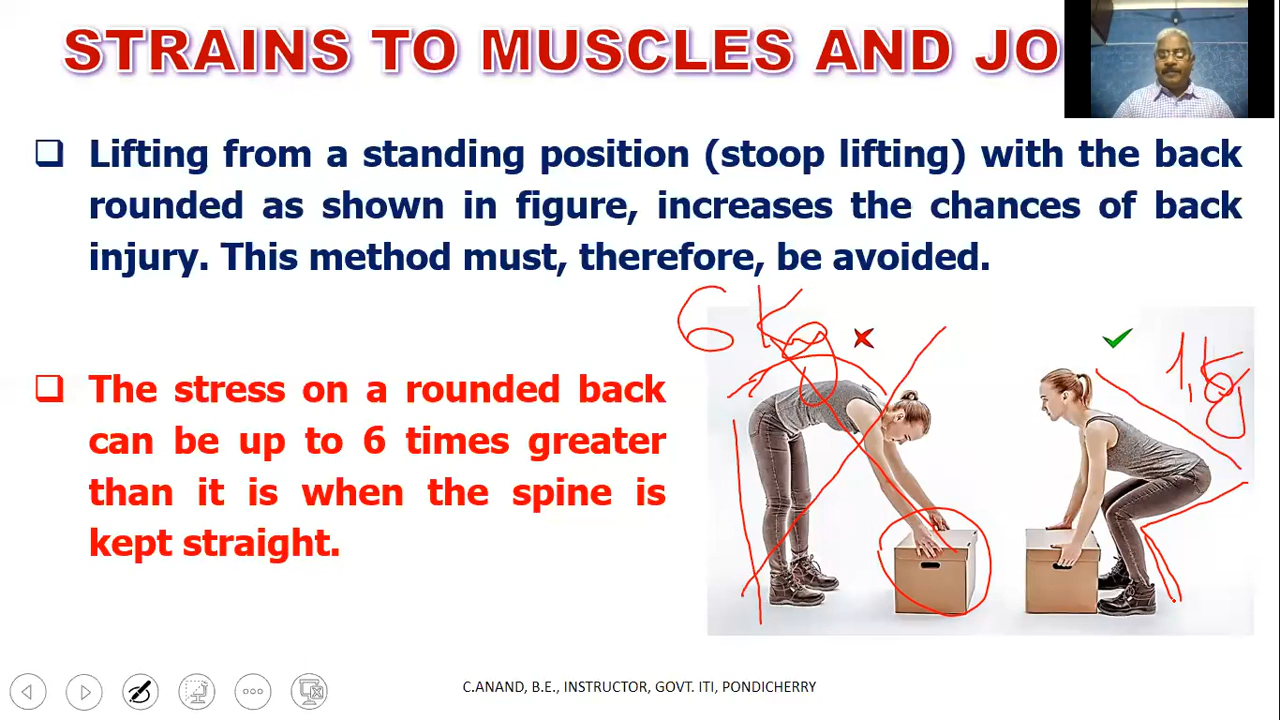 STRAINS TO MUSCLES AND JO
Lifting from a standing position (stoop lifting) with the back
rounded as shown in figure, increases the chances of back
injury. This method must, therefore, be avoided.
6 Kg
1 Kg
The stress on a rounded back
can be up to 6 times greater
than it is when the spine is
kept straight.
C.ANAND, B.E., INSTRUCTOR, GOVT. ITI, PONDICHERRY